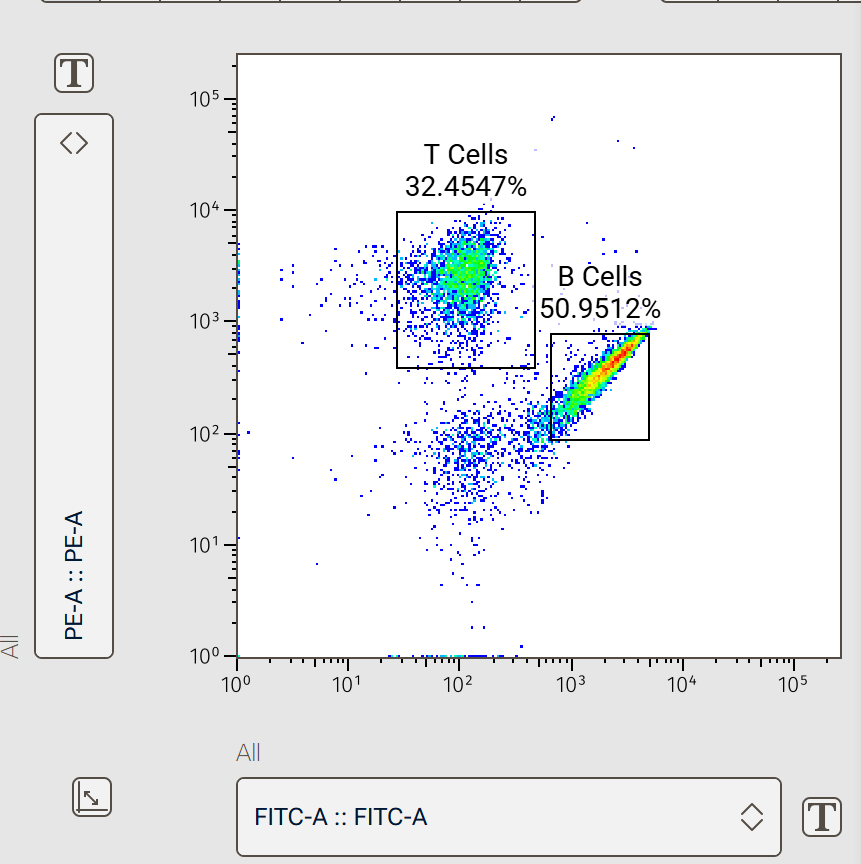 T
10⁵
T Cells
32.4547%
10⁴
B Cells
50.9512%
10³
10²
10¹
10⁰
PE-A :: PE-A
All
10⁰ 10¹ 10² 10³ 10⁴ 10⁵
All
FITC-A :: FITC-A
T